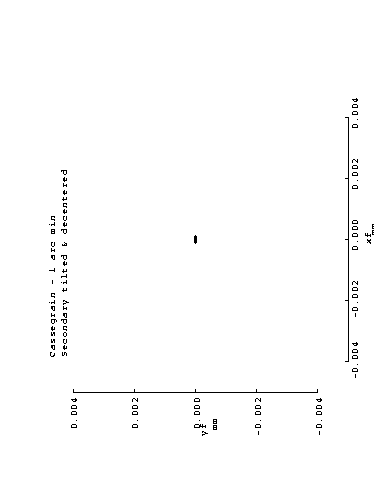 Cassegrain - 1 arc min
Secondary tilted & decentered
0.004
0.002
0.000
-0.002
-0.004
xf
mm
0.004
0.002
0.000
-0.002
-0.004
yf
mm